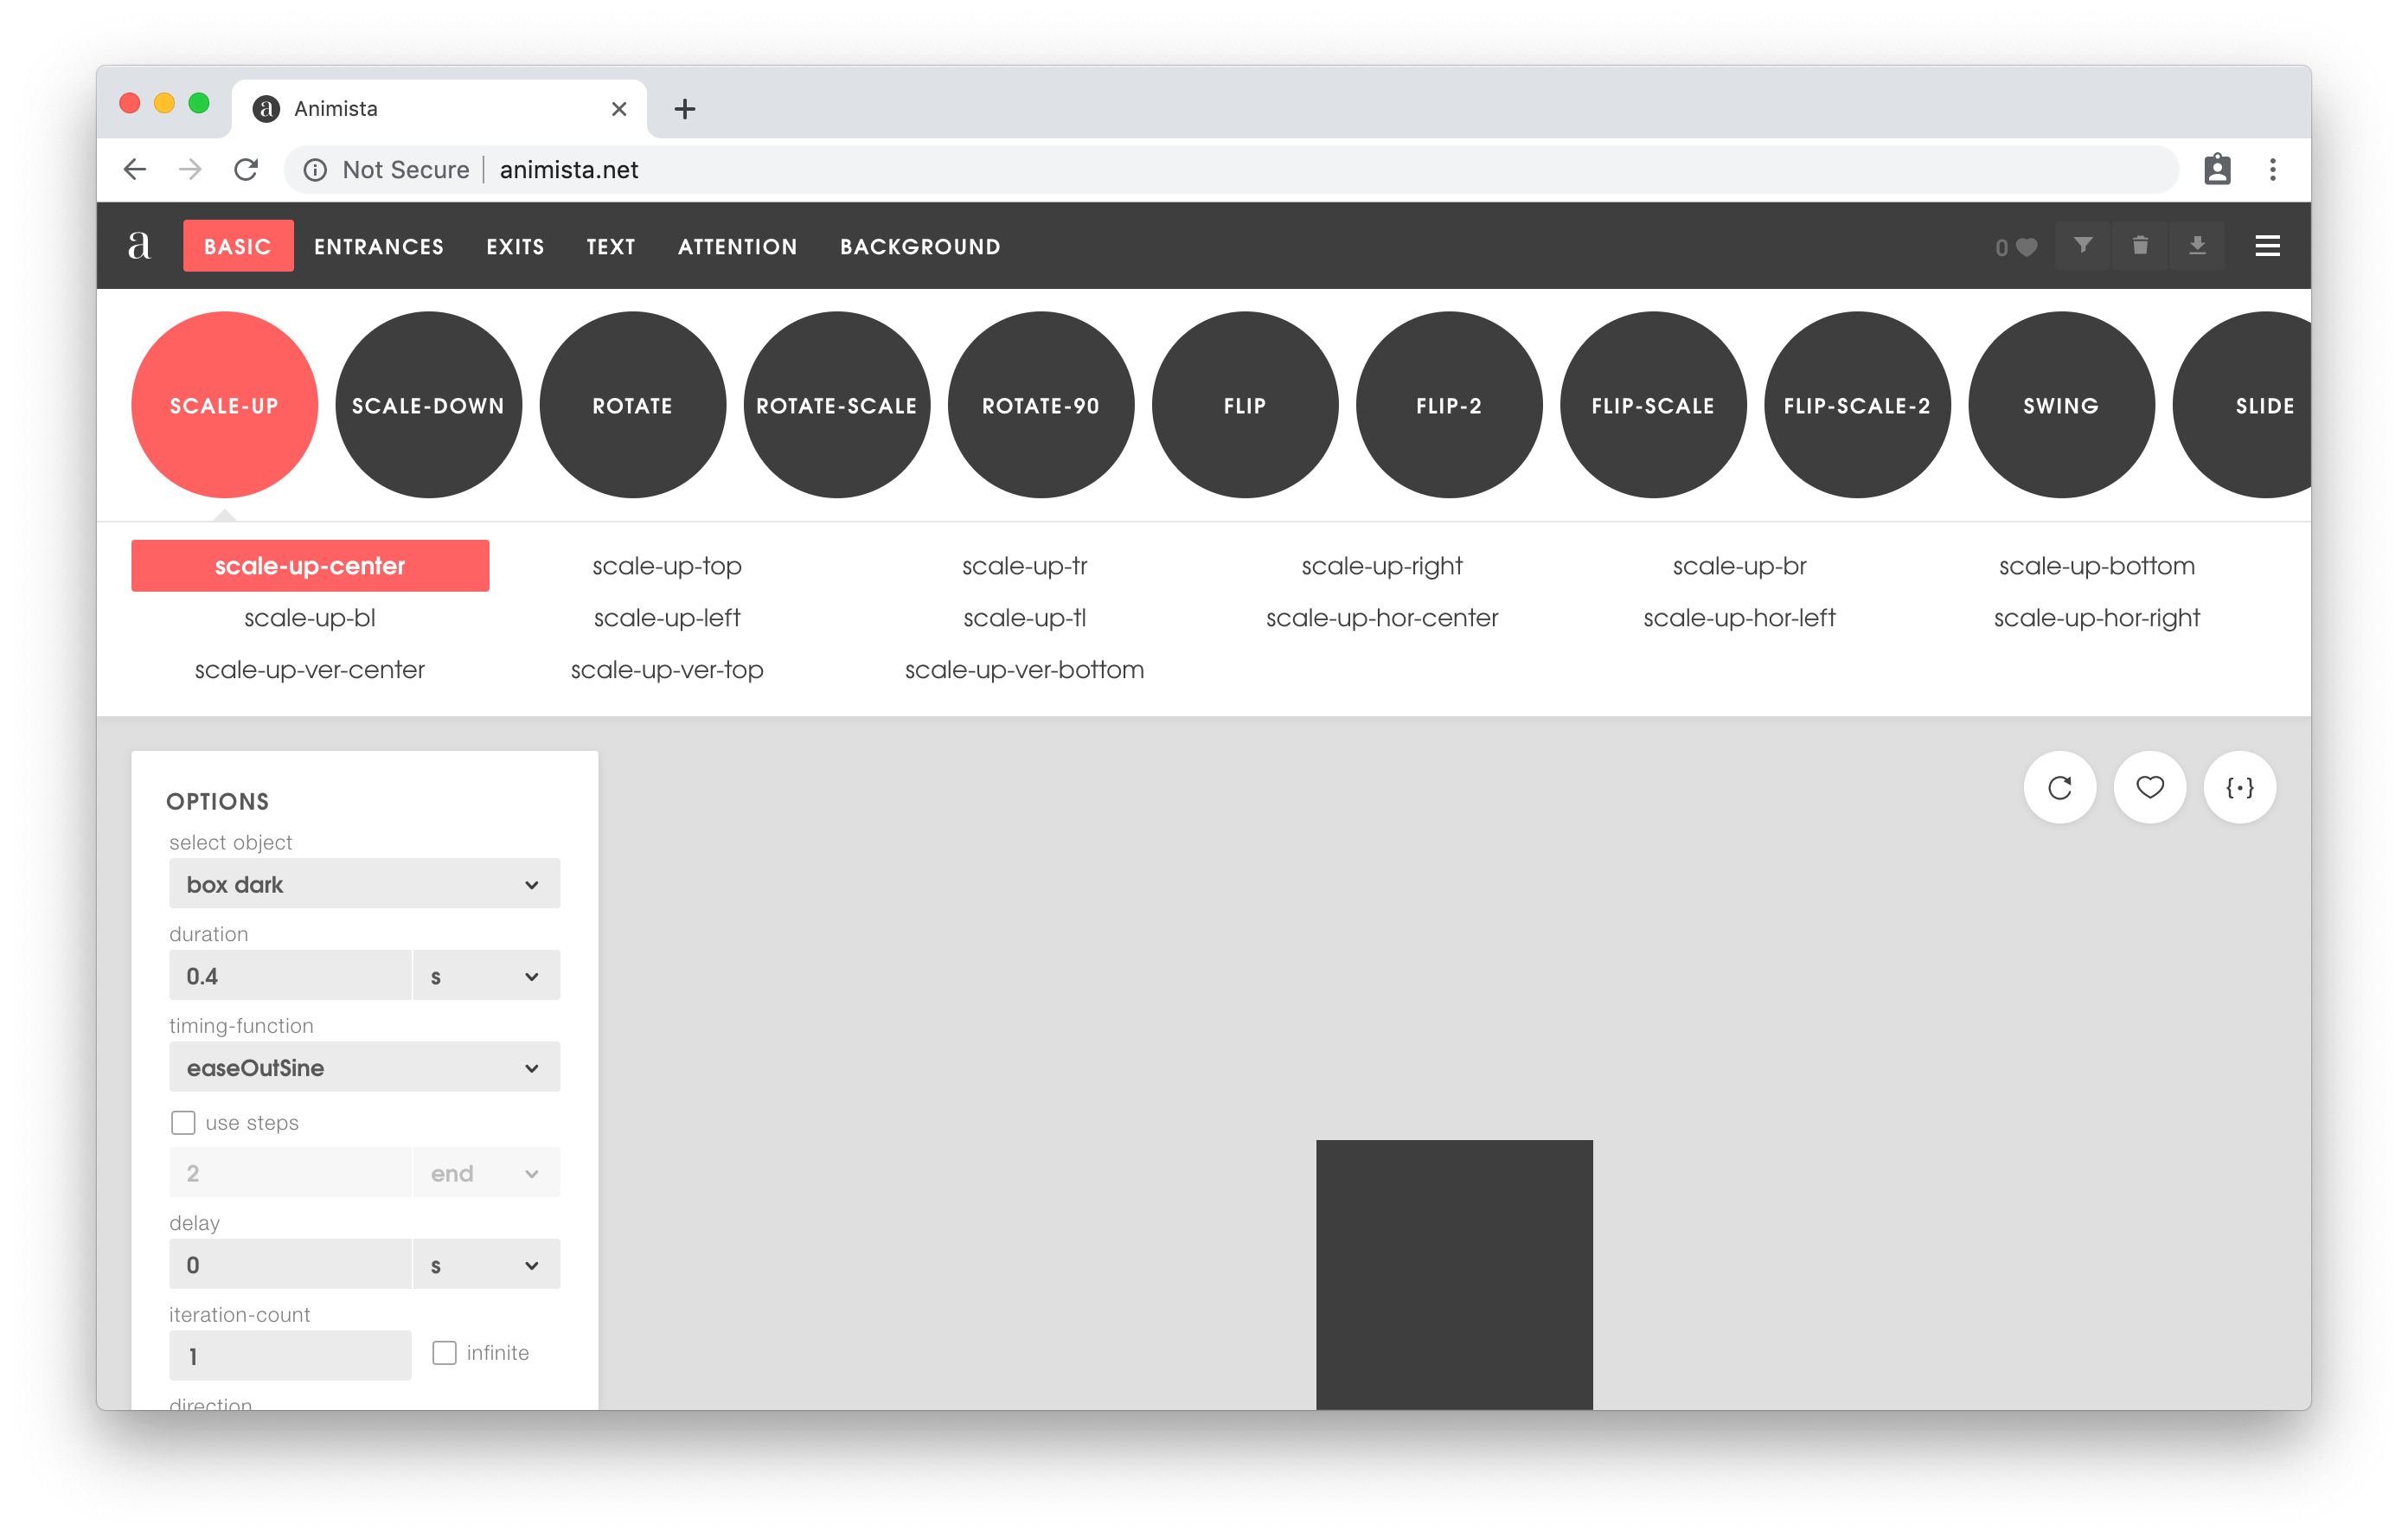 a Animista
Not Secure | animista.net
a BASIC ENTRANCES EXITS TEXT ATTENTION BACKGROUND 0
SCALE-UP SCALE-DOWN ROTATE ROTATE-SCALE ROTATE-90 FLIP FLIP-2 FLIP-SCALE FLIP-SCALE-2 SWING SLIDE
scale-up-center scale-up-top scale-up-tr scale-up-right scale-up-br scale-up-bottom
scale-up-bl scale-up-left scale-up-tl scale-up-hor-center scale-up-hor-left scale-up-hor-right
scale-up-ver-center scale-up-ver-top scale-up-ver-bottom
OPTIONS
{·}
select object
box dark
duration
0.4 s
timing-function
easeOutSine
use steps
2 end
delay
0 s
iteration-count
1 infinite
direction